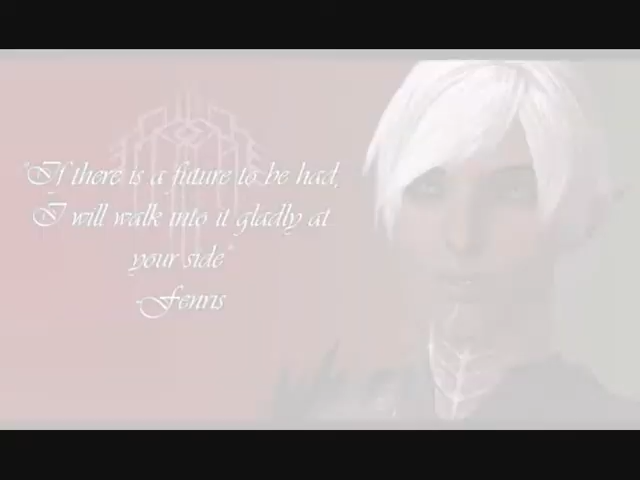 "If there is a future to be had,
I will walk into it gladly at
your side"
-Fenris